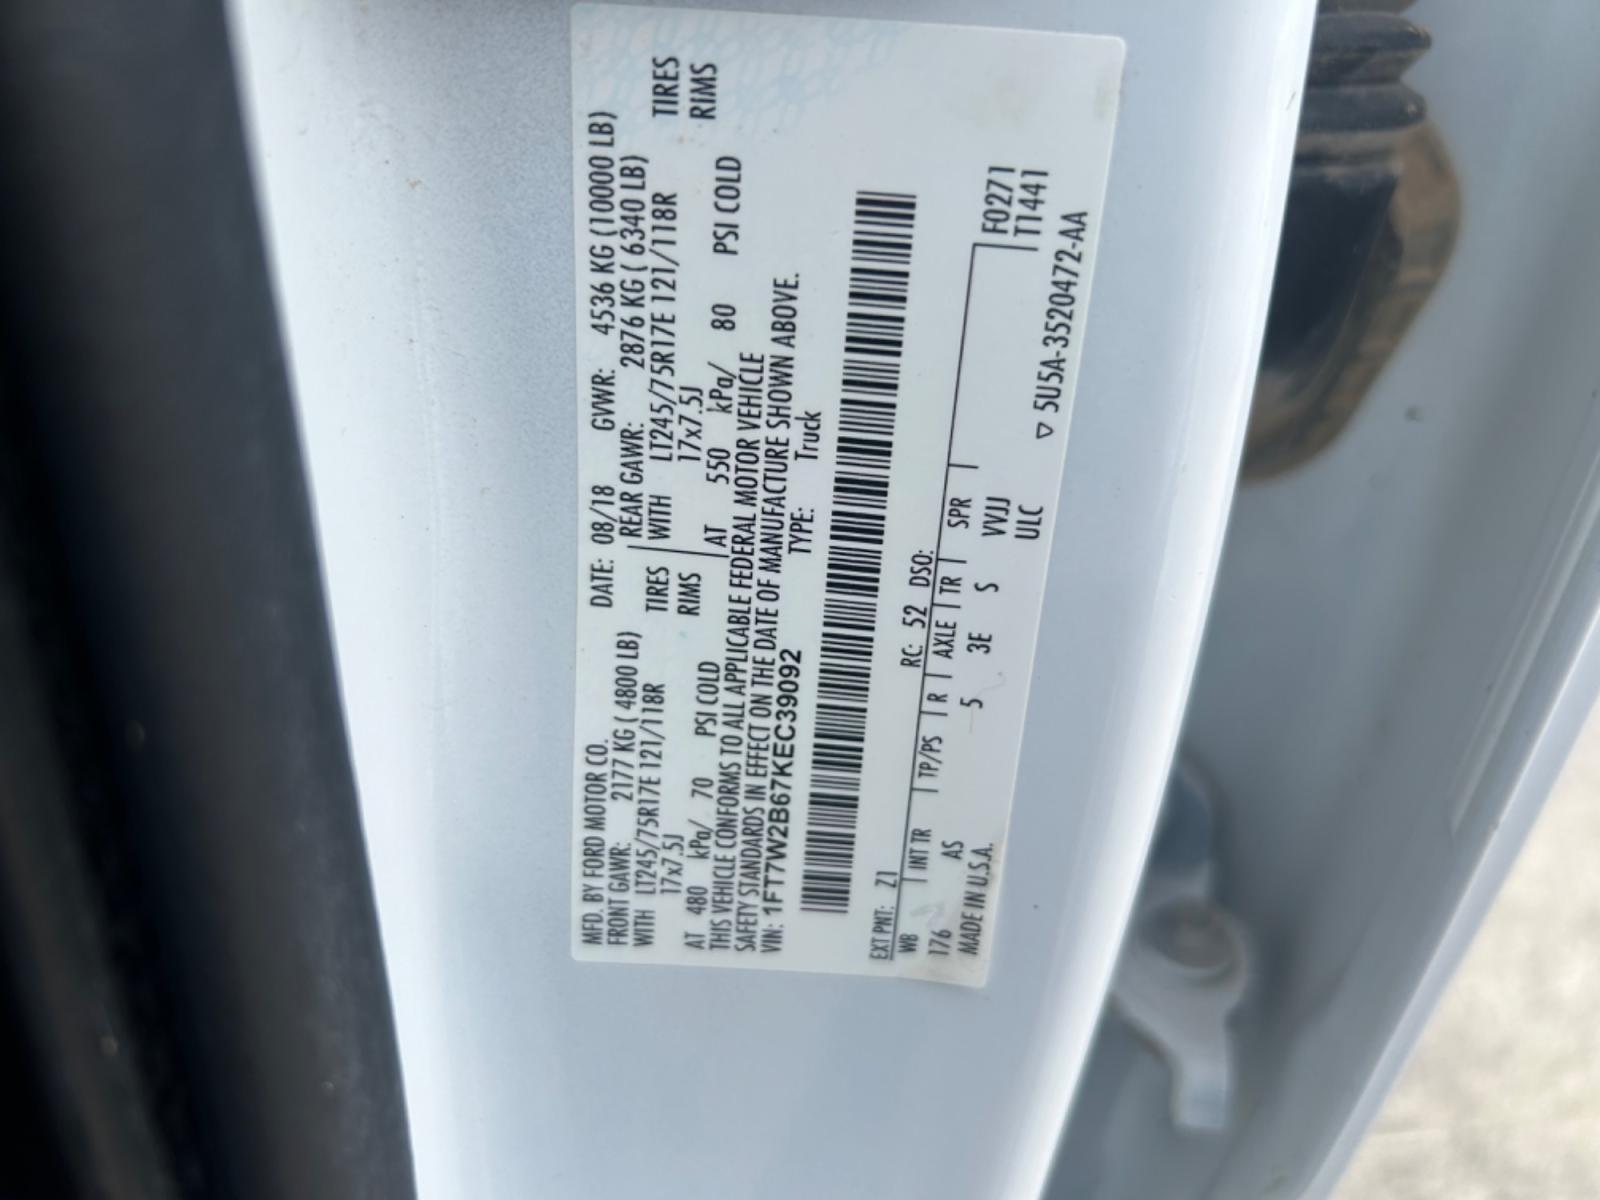 MFD. BY FORD MOTOR CO.
DATE: 08/18 GVWR: 4536 KG (10000 LB)
FRONT GAWR: 2177 KG ( 4800 LB) REAR GAWR: 2876 KG ( 6340 LB)
WITH LT245/75R17E 121/118R TIRES WITH LT245/75R17E 121/118R TIRES
17x7.5J RIMS 17x7.5J RIMS
AT 480 kPa/ 70 PSI COLD AT 550 kPa/ 80 PSI COLD
THIS VEHICLE CONFORMS TO ALL APPLICABLE FEDERAL MOTOR VEHICLE
SAFETY STANDARDS IN EFFECT ON THE DATE OF MANUFACTURE SHOWN ABOVE.
VIN: 1FT7W2B67KEC39092 TYPE: Truck
EXT PNT: Z1 RC: 52 DSO:
WB INT TR TP/PS R AXLE TR SPR F0271
176 AS 5 3E S VVJJ T1441
MADE IN U.S.A. ULC 5U5A-3520472-AA